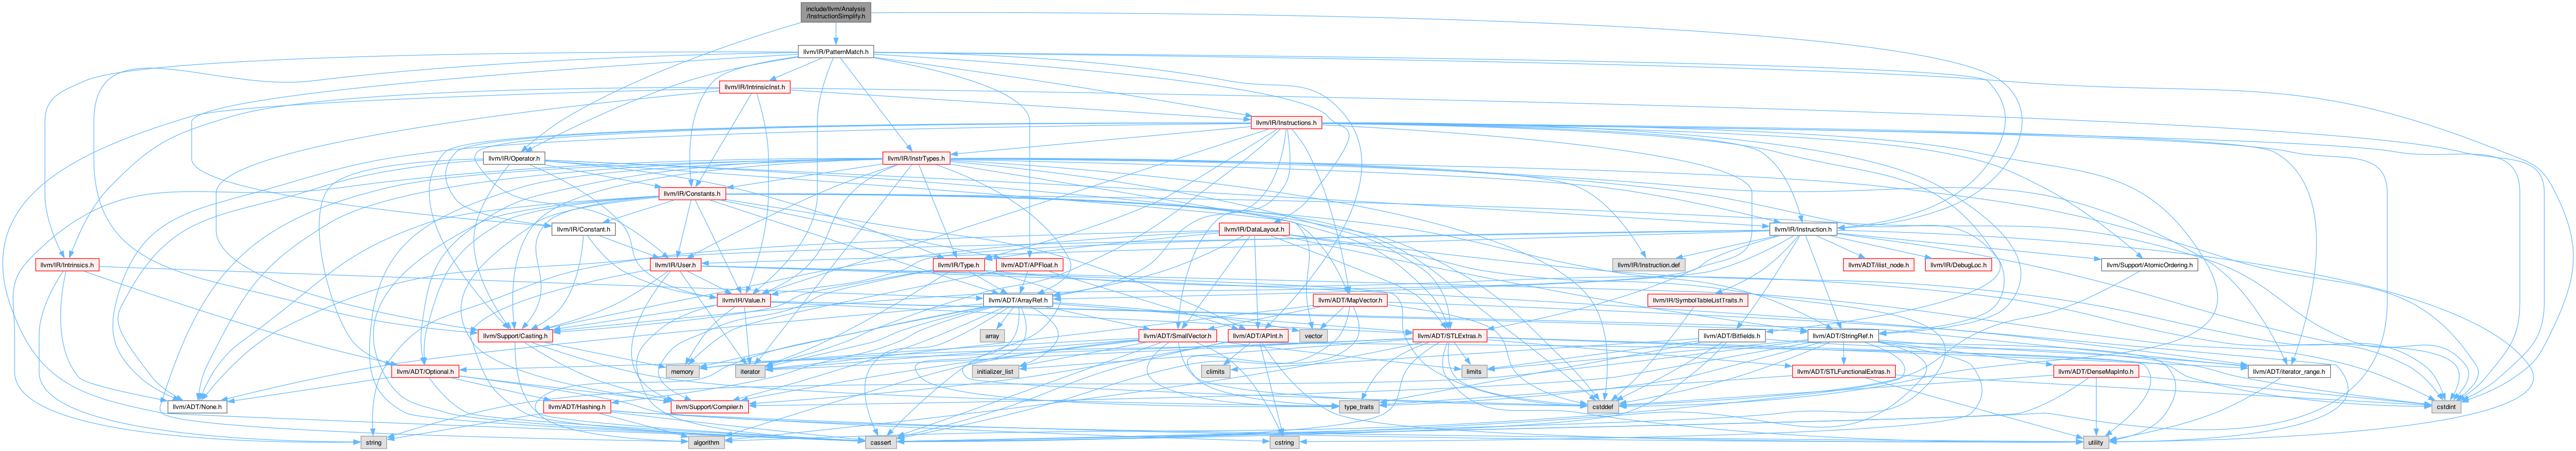 include/llvm/Analysis
/InstructionSimplify.h
llvm/IR/PatternMatch.h
llvm/IR/IntrinsicInst.h
llvm/IR/Instructions.h
llvm/IR/Operator.h
llvm/IR/InstrTypes.h
llvm/IR/Constants.h
llvm/IR/Constant.h
llvm/IR/DataLayout.h
llvm/IR/Instruction.h
llvm/IR/Intrinsics.h
llvm/IR/User.h
llvm/IR/Type.h
llvm/ADT/APFloat.h
llvm/IR/Instruction.def
llvm/ADT/ilist_node.h
llvm/IR/DebugLoc.h
llvm/Support/AtomicOrdering.h
llvm/IR/Value.h
llvm/ADT/ArrayRef.h
llvm/ADT/MapVector.h
llvm/IR/SymbolTableListTraits.h
llvm/Support/Casting.h
array
llvm/ADT/SmallVector.h
llvm/ADT/APInt.h
vector
llvm/ADT/STLExtras.h
llvm/ADT/Bitfields.h
llvm/ADT/StringRef.h
llvm/ADT/Optional.h
memory
iterator
initializer_list
climits
limits
llvm/ADT/STLFunctionalExtras.h
llvm/ADT/DenseMapInfo.h
llvm/ADT/iterator_range.h
llvm/ADT/None.h
llvm/ADT/Hashing.h
llvm/Support/Compiler.h
type_traits
cstddef
cstdint
string
algorithm
cassert
cstring
utility